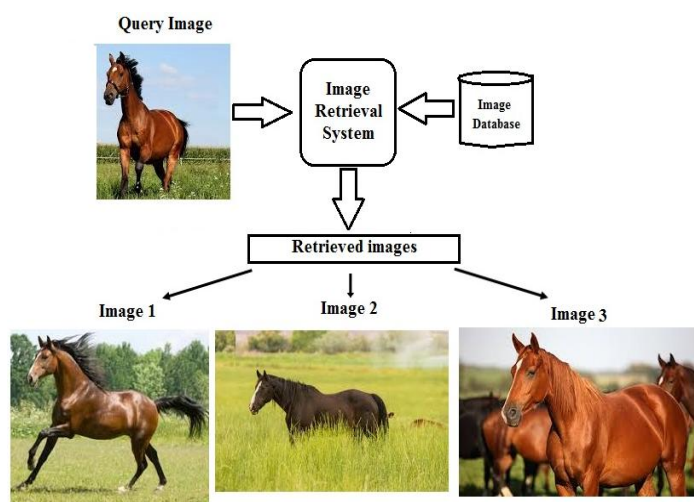 Query Image
Image
Retrieval
System
Image
Database
Retrieved images
Image 1
Image 2
Image 3